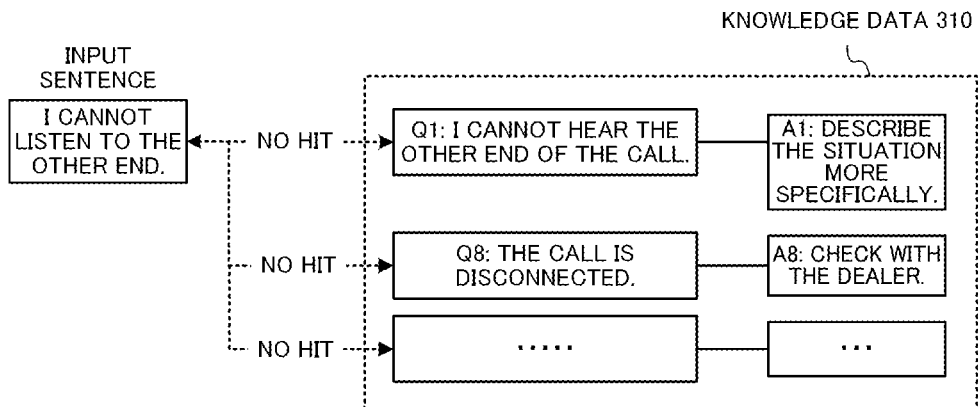 KNOWLEDGE DATA 310
INPUT
SENTENCE
I CANNOT
LISTEN TO THE
OTHER END.
NO HIT
Q1: I CANNOT HEAR THE
OTHER END OF THE CALL.
A1: DESCRIBE
THE SITUATION
MORE
SPECIFICALLY.
NO HIT
Q8: THE CALL IS
DISCONNECTED.
A8: CHECK WITH
THE DEALER.
NO HIT
.....
...